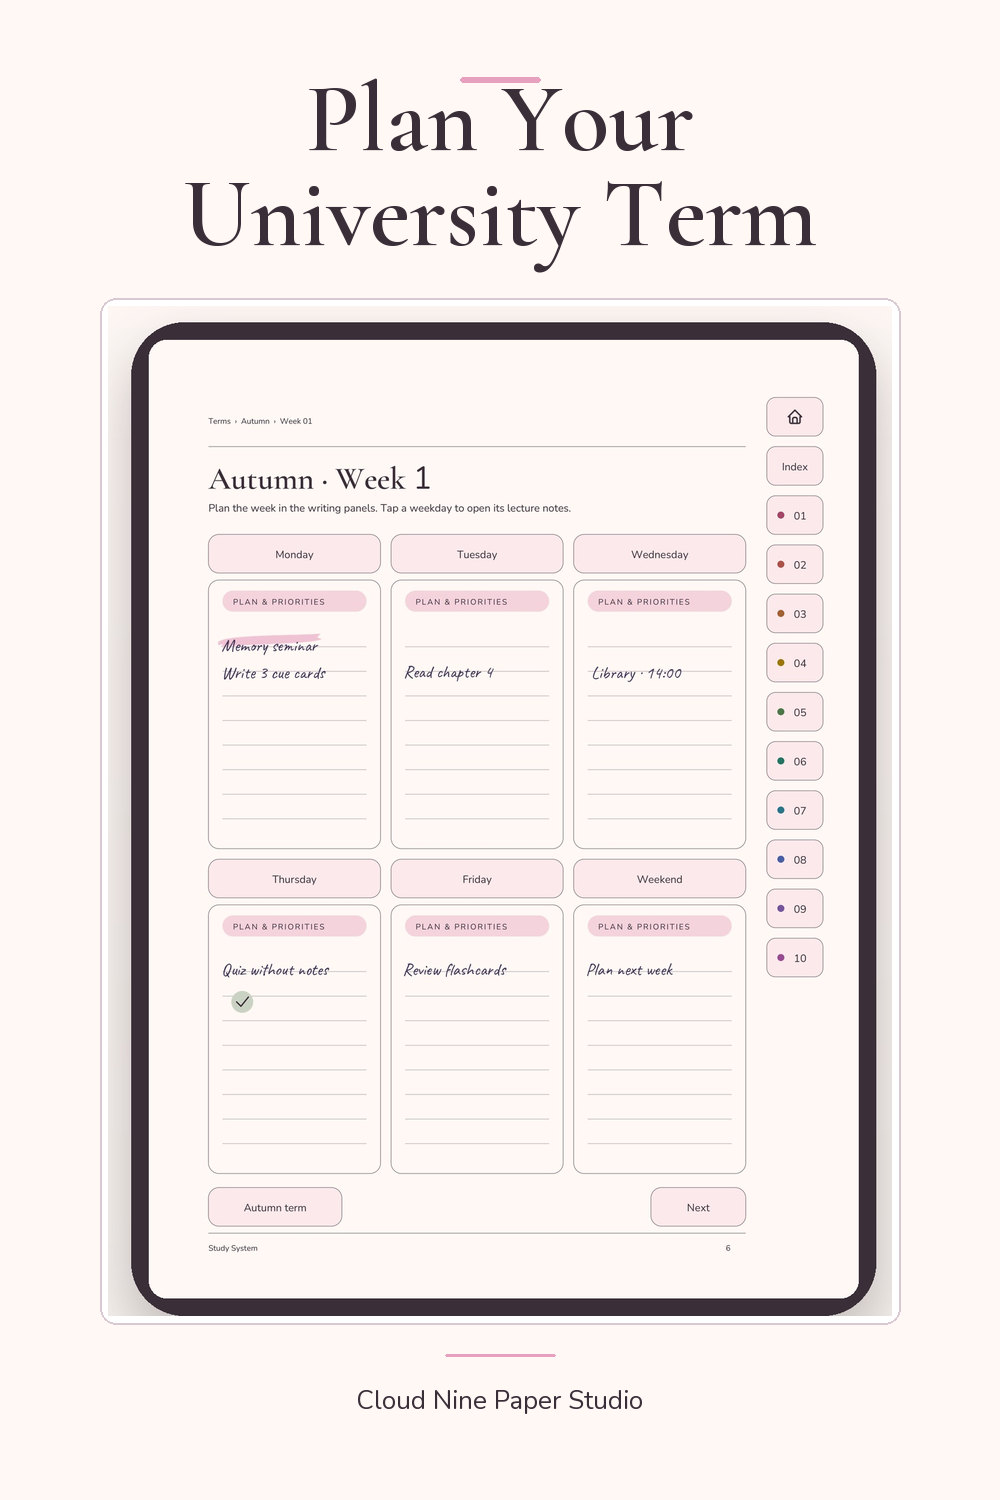 Plan Your
University Term
Terms › Autumn › Week 01
Autumn · Week 1
Plan the week in the writing panels. Tap a weekday to open its lecture notes.
Monday
Tuesday
Wednesday
PLAN & PRIORITIES
PLAN & PRIORITIES
PLAN & PRIORITIES
Memory seminar
Write 3 cue cards
Read chapter 4
Library · 14:00
Thursday
Friday
Weekend
PLAN & PRIORITIES
PLAN & PRIORITIES
PLAN & PRIORITIES
Quiz without notes
Review flashcards
Plan next week
Autumn term
Next
Study System
6
Index
01
02
03
04
05
06
07
08
09
10
Cloud Nine Paper Studio